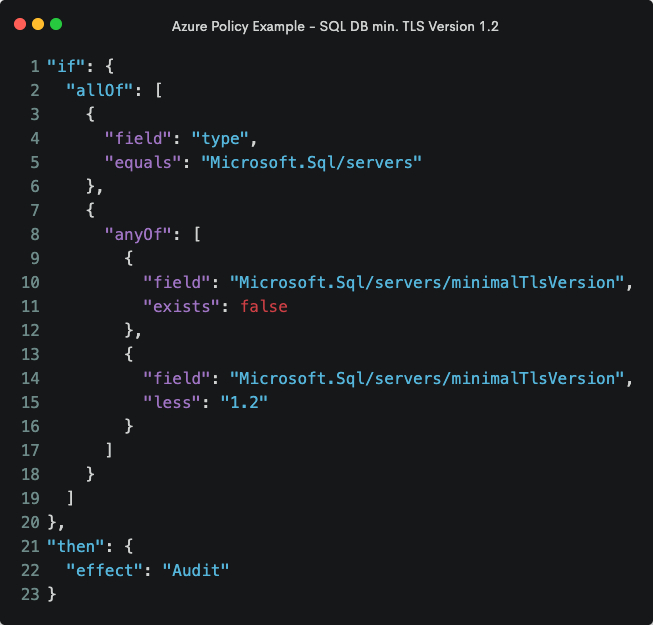 Azure Policy Example - SQL DB min. TLS Version 1.2
1 "if": {
2   "allOf": [
3     {
4       "field": "type",
5       "equals": "Microsoft.Sql/servers"
6     },
7     {
8       "anyOf": [
9         {
10           "field": "Microsoft.Sql/servers/minimalTlsVersion",
11           "exists": false
12         },
13         {
14           "field": "Microsoft.Sql/servers/minimalTlsVersion",
15           "less": "1.2"
16         }
17       ]
18     }
19   ]
20 },
21 "then": {
22   "effect": "Audit"
23 }